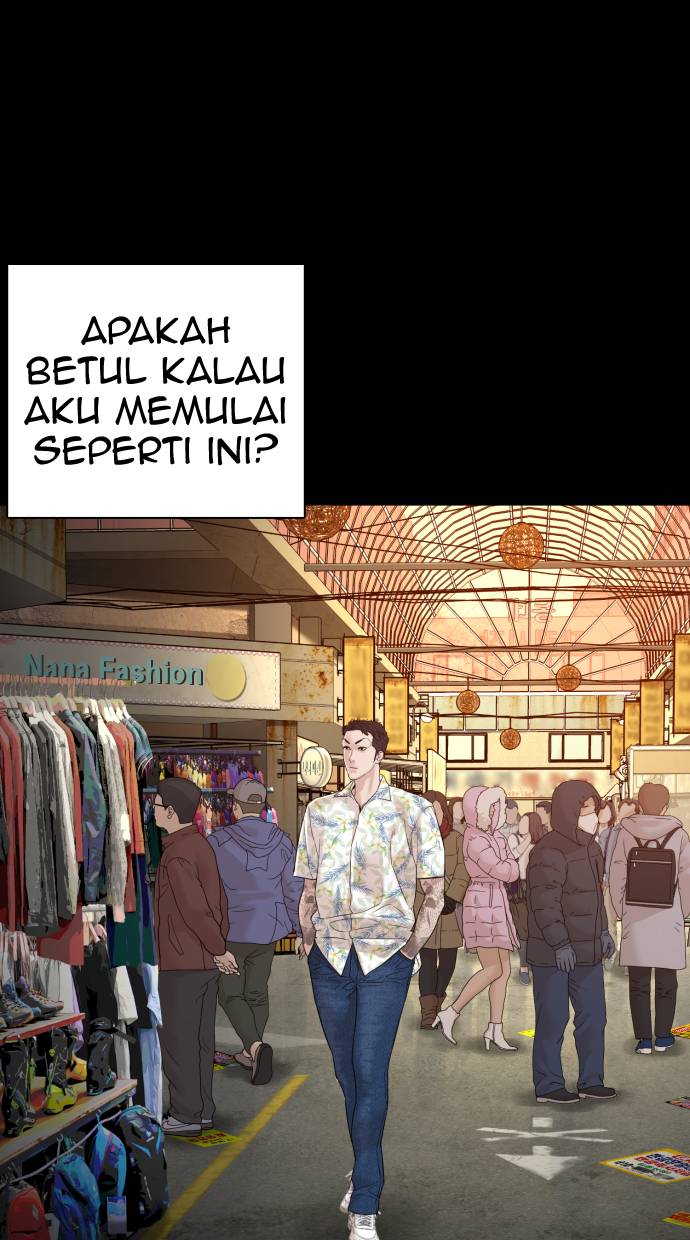 APAKAH
BETUL KALAU
AKU MEMULAI
SEPERTI INI?
Nana Fashion